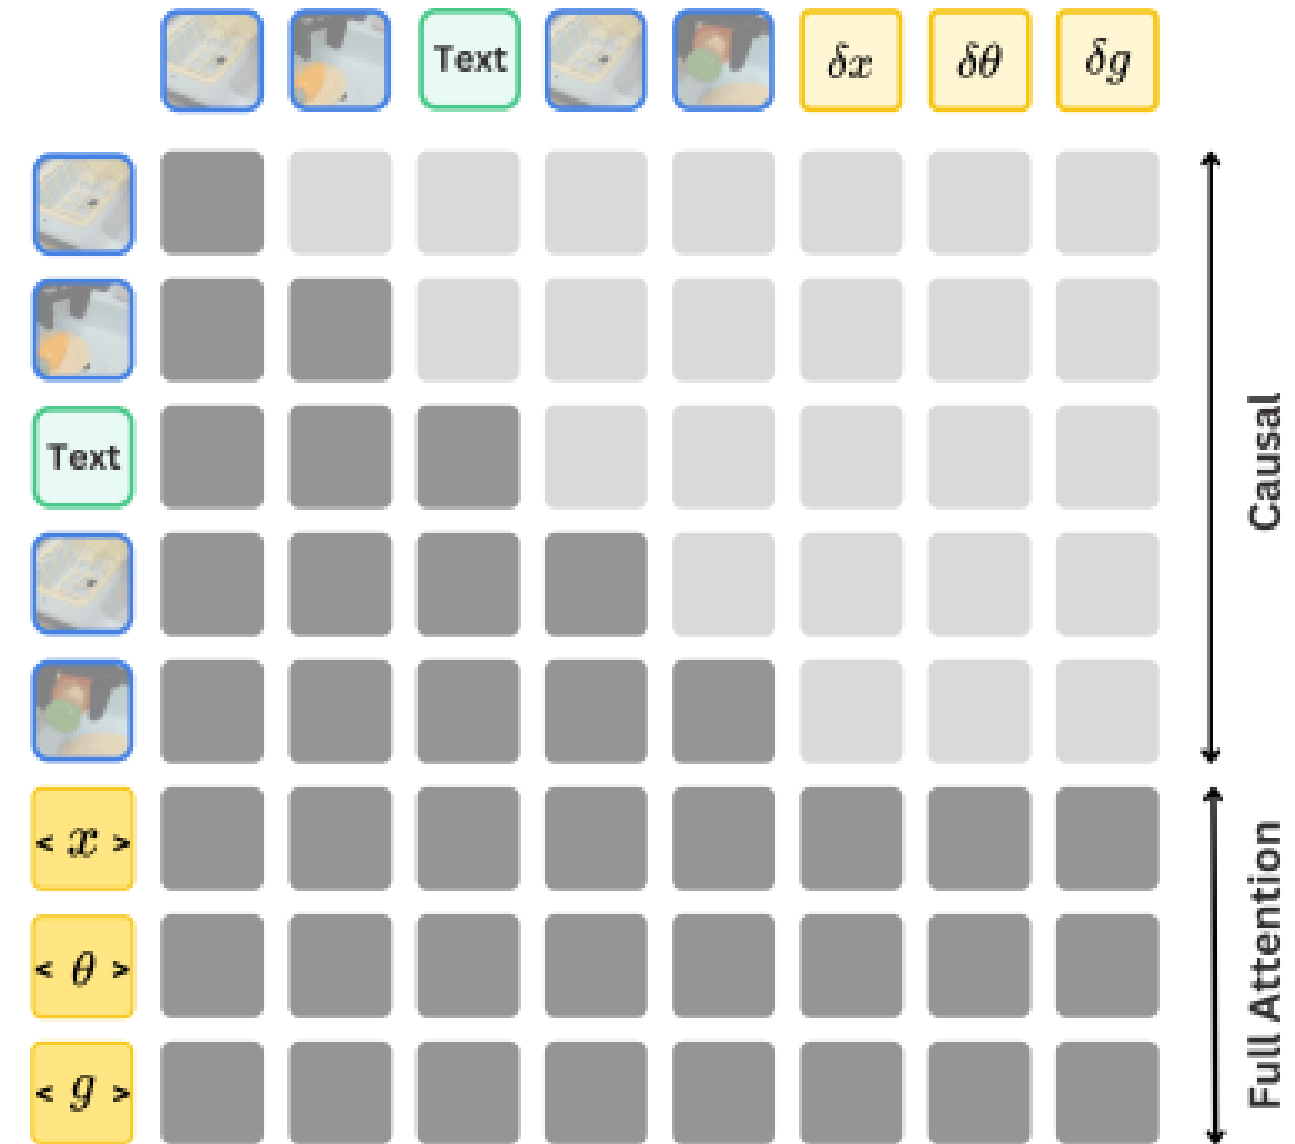 Text δx δθ δg
Text
< x >
< θ >
< g >
Causal
Full Attention